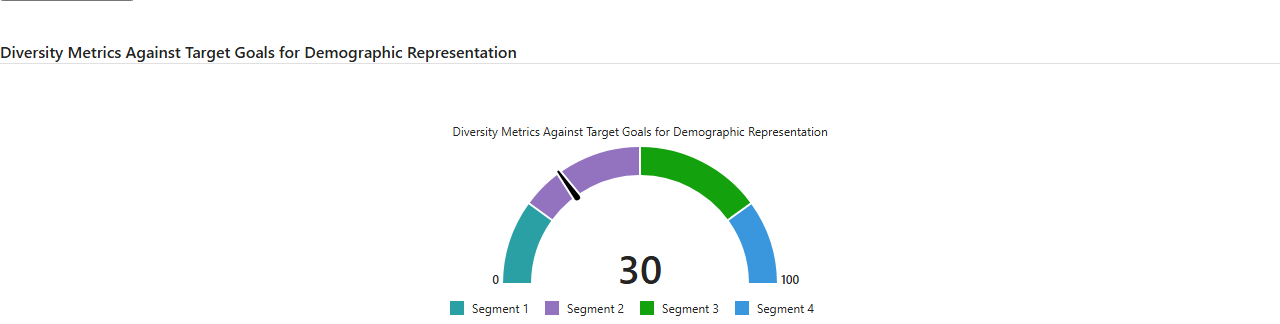 Diversity Metrics Against Target Goals for Demographic Representation
Diversity Metrics Against Target Goals for Demographic Representation
0
30
100
Segment 1
Segment 2
Segment 3
Segment 4